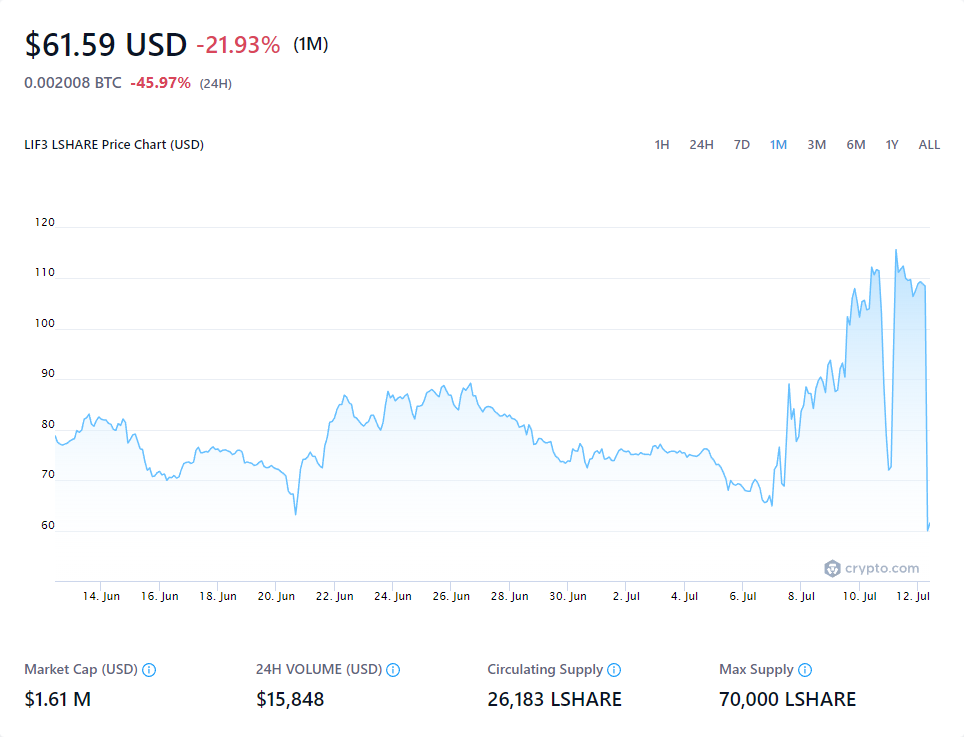 $61.59 USD -21.93% (1M)
0.002008 BTC -45.97% (24H)
LIF3 LSHARE Price Chart (USD) 1H 24H 7D 1M 3M 6M 1Y ALL
120
110
100
90
80
70
60
crypto.com
14. Jun 16. Jun 18. Jun 20. Jun 22. Jun 24. Jun 26. Jun 28. Jun 30. Jun 2. Jul 4. Jul 6. Jul 8. Jul 10. Jul 12. Jul
Market Cap (USD) 24H VOLUME (USD) Circulating Supply Max Supply
$1.61 M $15,848 26,183 LSHARE 70,000 LSHARE